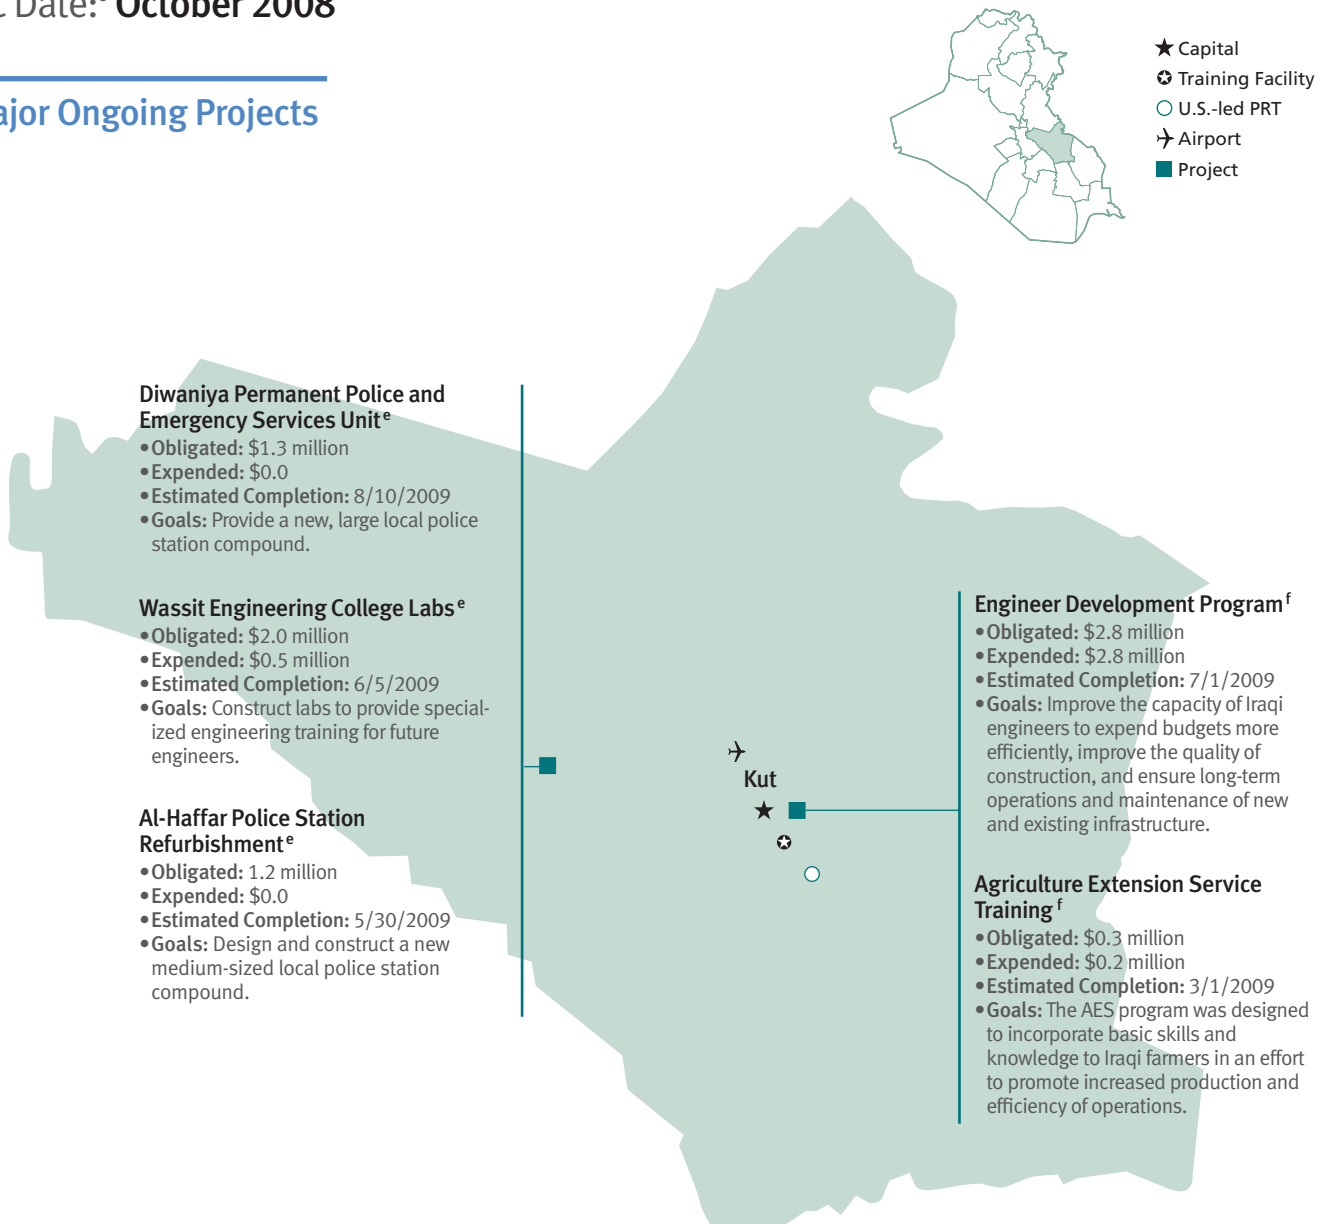 Date:
October 2008
Ongoing Projects
Capital
Training Facility
U.S.-led PRT
Airport
Project
Diwaniya Permanent Police and
Emergency Services Unit e
• Obligated: $1.3 million
• Expended: $0.0
• Estimated Completion: 8/10/2009
• Goals: Provide a new, large local police
station compound.
Wassit Engineering College Labs e
• Obligated: $2.0 million
• Expended: $0.5 million
• Estimated Completion: 6/5/2009
• Goals: Construct labs to provide special-
ized engineering training for future
engineers.
Al-Haffar Police Station
Refurbishment e
• Obligated: 1.2 million
• Expended: $0.0
• Estimated Completion: 5/30/2009
• Goals: Design and construct a new
medium-sized local police station
compound.
Kut
Engineer Development Program f
• Obligated: $2.8 million
• Expended: $2.8 million
• Estimated Completion: 7/1/2009
• Goals: Improve the capacity of Iraqi
engineers to expend budgets more
efficiently, improve the quality of
construction, and ensure long-term
operations and maintenance of new
and existing infrastructure.
Agriculture Extension Service
Training f
• Obligated: $0.3 million
• Expended: $0.2 million
• Estimated Completion: 3/1/2009
• Goals: The AES program was designed
to incorporate basic skills and
knowledge to Iraqi farmers in an effort
to promote increased production and
efficiency of operations.